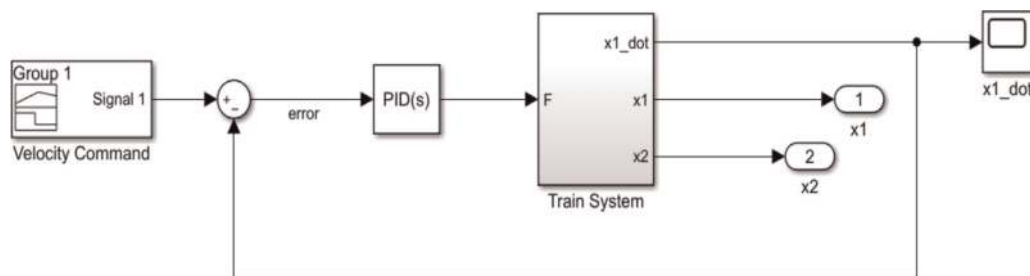 Group 1
Signal 1
Velocity Command
+
-
error
PID(s)
F
x1_dot
x1
x2
Train System
1
x1
2
x2
x1_dot